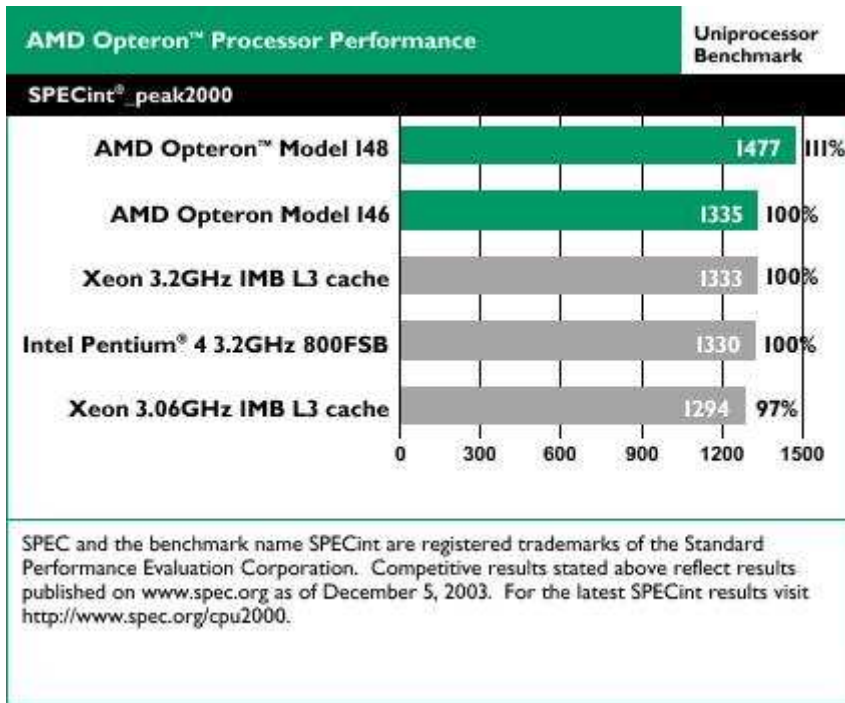 AMD Opteron™ Processor Performance
Uniprocessor
Benchmark
SPECint®_peak2000
AMD Opteron™ Model 148 1477 111%
AMD Opteron Model 146 1335 100%
Xeon 3.2GHz 1MB L3 cache 1333 100%
Intel Pentium® 4 3.2GHz 800FSB 1330 100%
Xeon 3.06GHz 1MB L3 cache 1294 97%
0 300 600 900 1200 1500
SPEC and the benchmark name SPECint are registered trademarks of the Standard
Performance Evaluation Corporation. Competitive results stated above reflect results
published on www.spec.org as of December 5, 2003. For the latest SPECint results visit
http://www.spec.org/cpu2000.